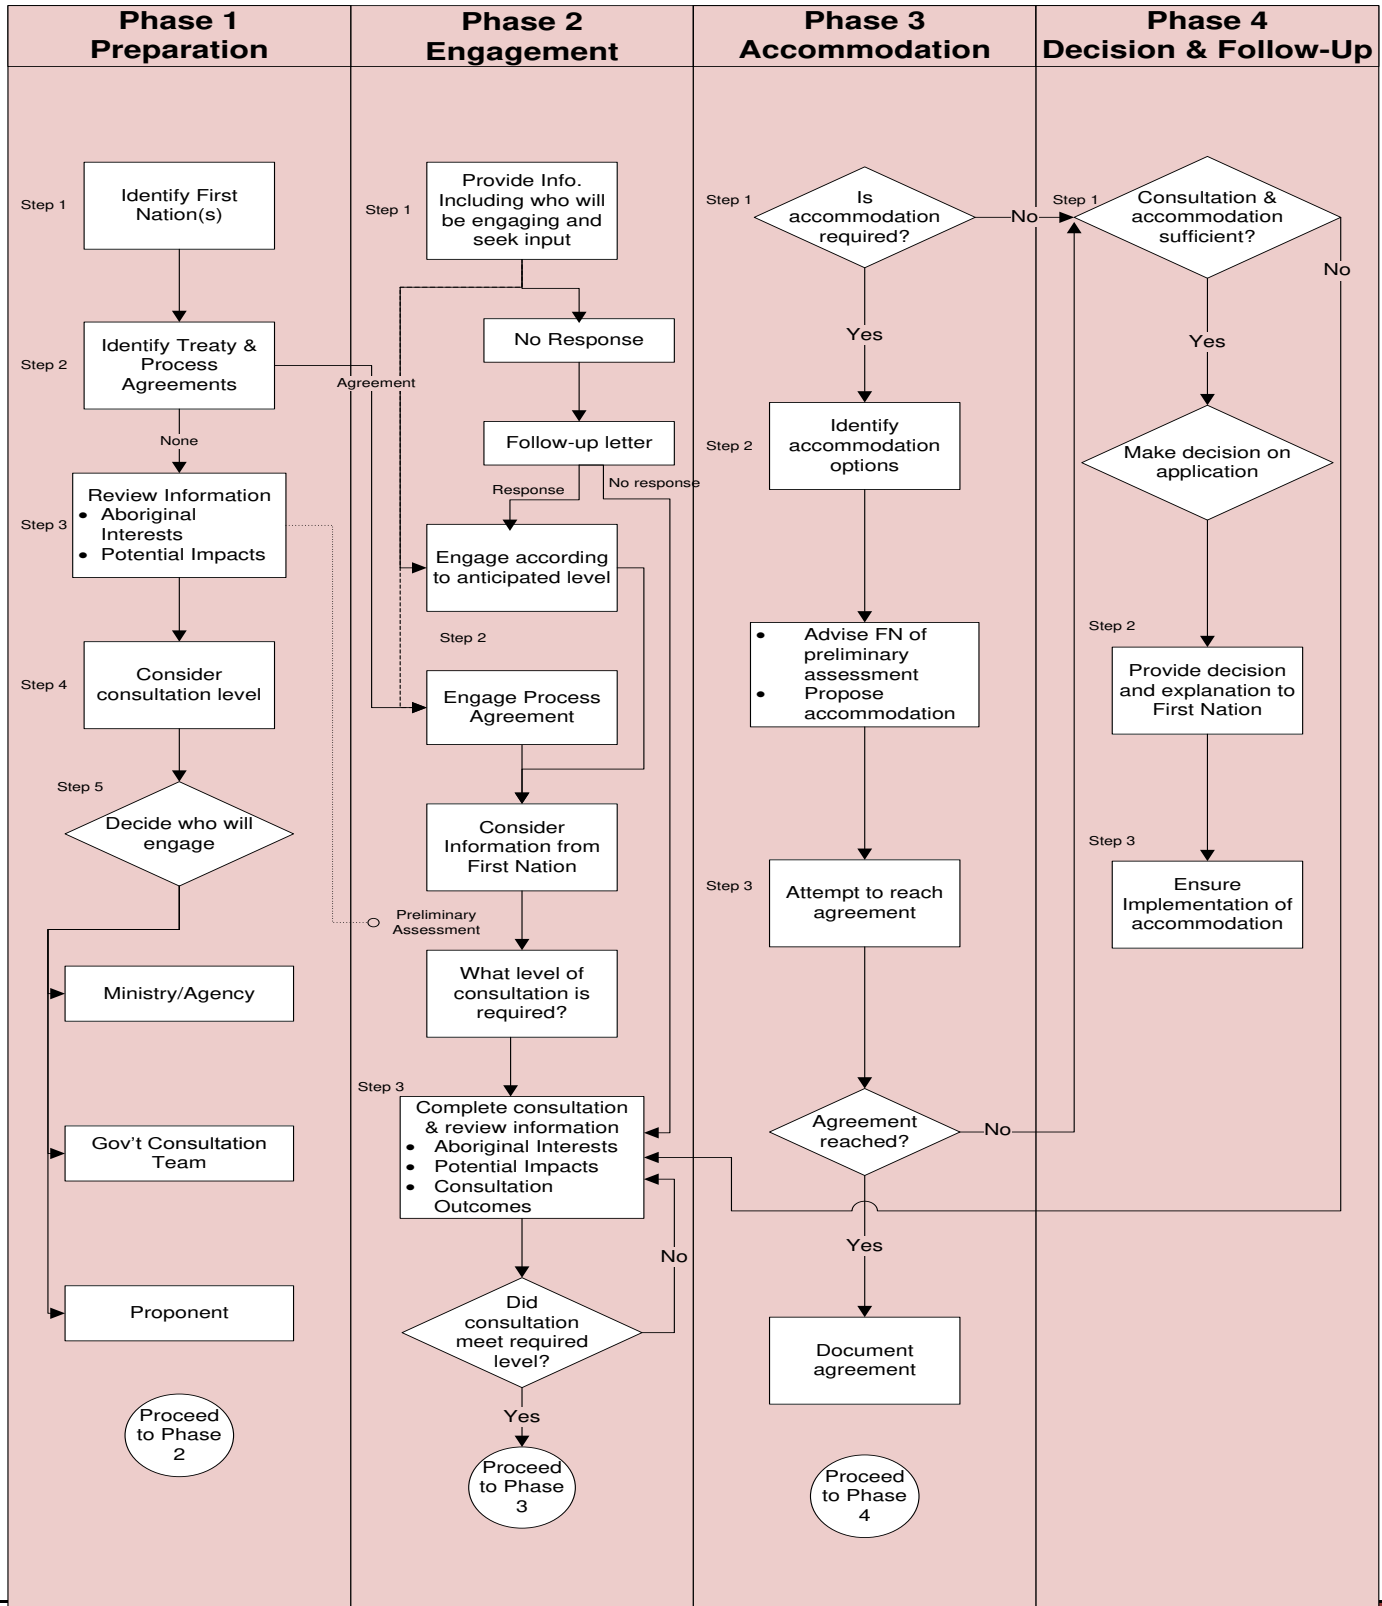 Phase 1
Preparation
Phase 2
Engagement
Phase 3
Accommodation
Phase 4
Decision & Follow-Up
Step 1
Identify First
Nation(s)
Step 2
Identify Treaty &
Process
Agreements
Agreement
None
Step 3
Review Information
• Aboriginal
Interests
• Potential Impacts
Step 4
Consider
consultation level
Step 5
Decide who will
engage
Ministry/Agency
Gov't Consultation
Team
Proponent
Proceed
to Phase
2
Step 1
Provide Info.
Including who will
be engaging and
seek input
No Response
Follow-up letter
Response
No response
Engage according
to anticipated level
Step 2
Engage Process
Agreement
Consider
Information from
First Nation
Preliminary
Assessment
What level of
consultation is
required?
Step 3
Complete consultation
& review information
• Aboriginal Interests
• Potential Impacts
• Consultation
Outcomes
No
Did
consultation
meet required
level?
Yes
Proceed
to Phase
3
Step 1
Is
accommodation
required?
No
Yes
Step 2
Identify
accommodation
options
• Advise FN of
preliminary
assessment
• Propose
accommodation
Step 3
Attempt to reach
agreement
Agreement
reached?
No
Yes
Document
agreement
Proceed
to Phase
4
Step 1
Consultation &
accommodation
sufficient?
No
Yes
Make decision on
application
Step 2
Provide decision
and explanation to
First Nation
Step 3
Ensure
Implementation of
accommodation